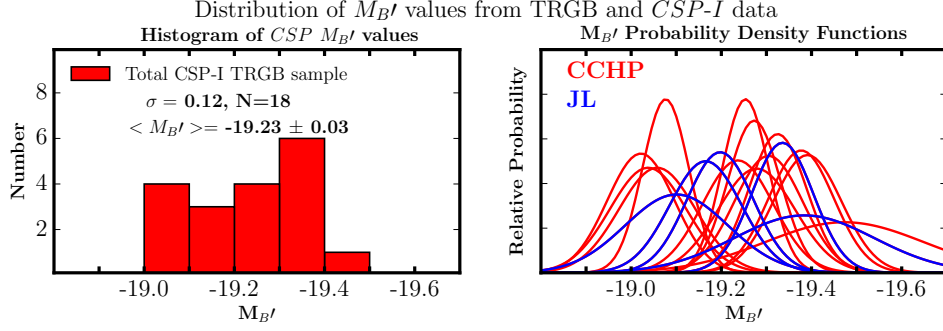 Distribution of M_B′ values from TRGB and CSP-I data
Histogram of CSP M_B′ values
Total CSP-I TRGB sample
σ = 0.12, N=18
< M_B′ >= -19.23 ± 0.03
Number
8
6
4
2
-19.0 -19.2 -19.4 -19.6
M_B′
M_B′ Probability Density Functions
CCHP
JL
Relative Probability
-19.0 -19.2 -19.4 -19.6
M_B′